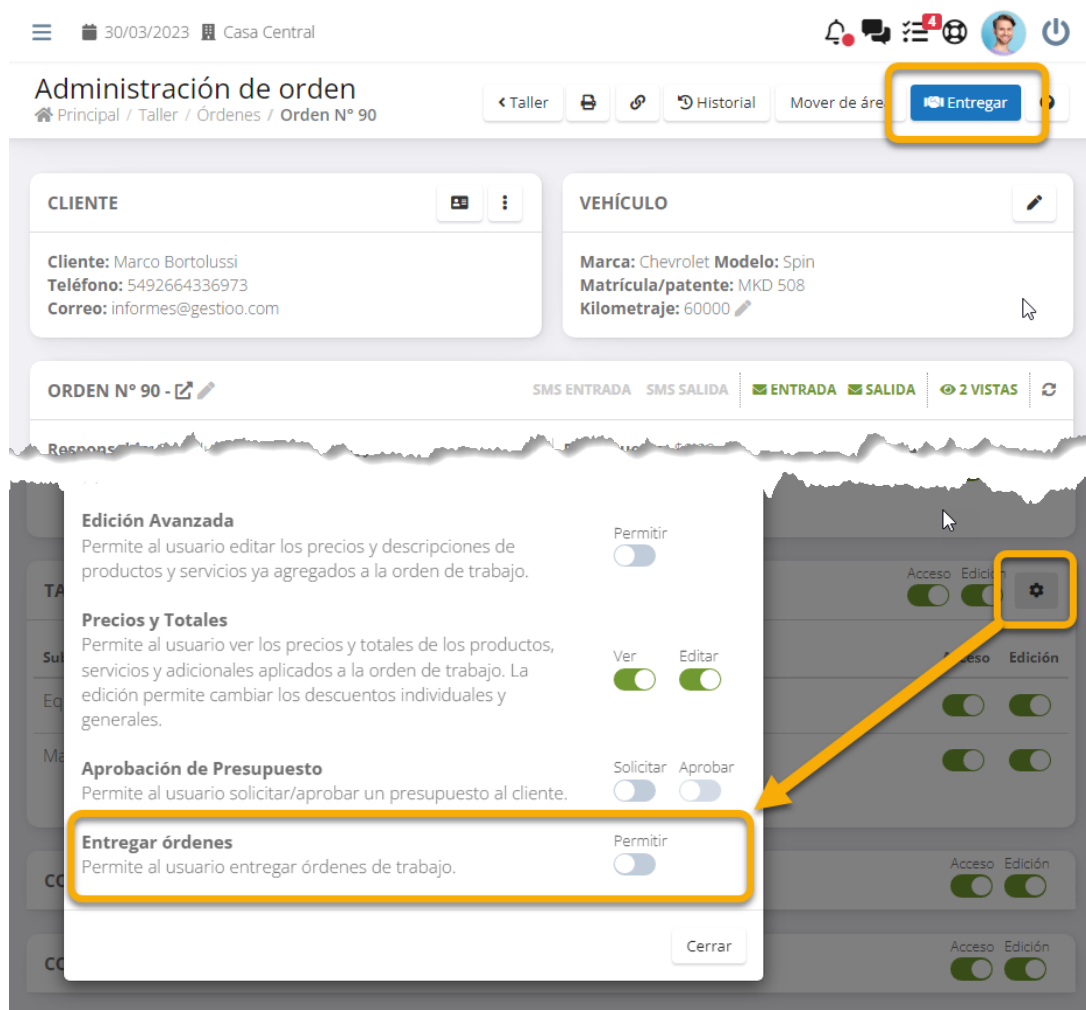 30/03/2023 Casa Central
4
Administración de orden
Principal / Taller / Órdenes / Orden N° 90
Taller
Historial
Mover de áre
Entregar
CLIENTE
Cliente: Marco Bortolussi
Teléfono: 5492664336973
Correo: informes@gestioo.com
VEHÍCULO
Marca: Chevrolet Modelo: Spin
Matrícula/patente: MKD 508
Kilometraje: 60000
ORDEN N° 90 -
SMS ENTRADA SMS SALIDA ENTRADA SALIDA 2 VISTAS
Edición Avanzada
Permite al usuario editar los precios y descripciones de
productos y servicios ya agregados a la orden de trabajo.
Permitir
Precios y Totales
Permite al usuario ver los precios y totales de los productos,
servicios y adicionales aplicados a la orden de trabajo. La
edición permite cambiar los descuentos individuales y
generales.
Ver Editar
Aprobación de Presupuesto
Permite al usuario solicitar/aprobar un presupuesto al cliente.
Solicitar Aprobar
Entregar órdenes
Permite al usuario entregar órdenes de trabajo.
Permitir
Cerrar
TA
Acceso Edición
Sub
Acceso Edición
Eq
Ma
CO
Acceso Edición
CO
Acceso Edición